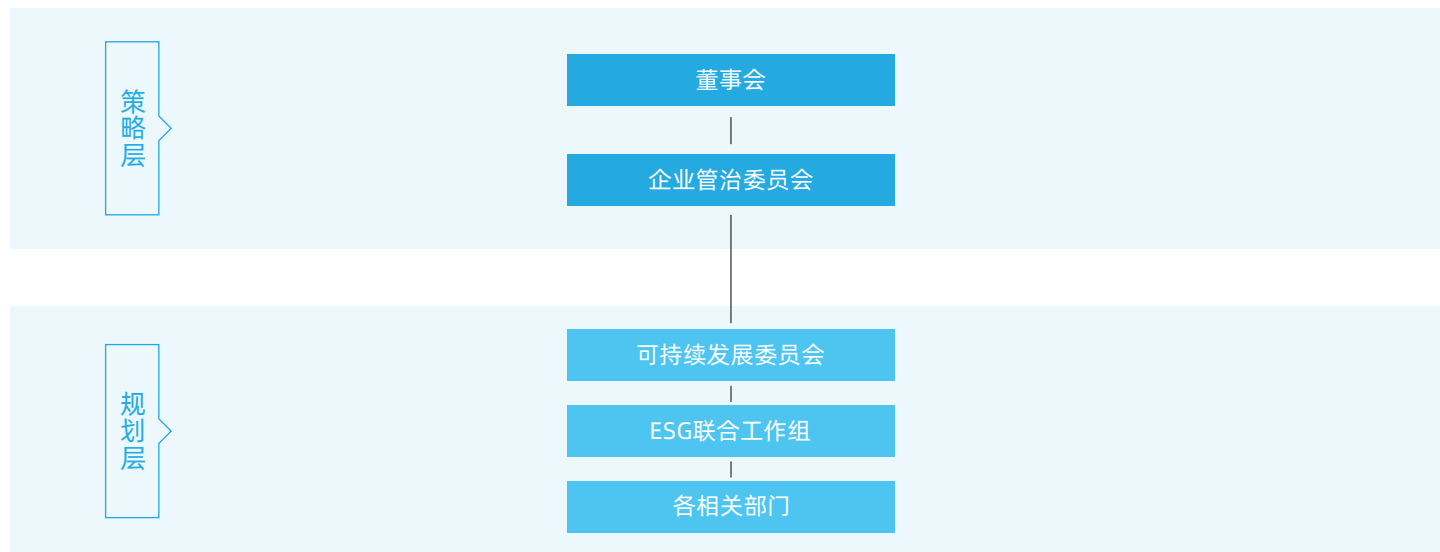 策略层
董事会
企业管治委员会
规划层
可持续发展委员会
ESG联合工作组
各相关部门